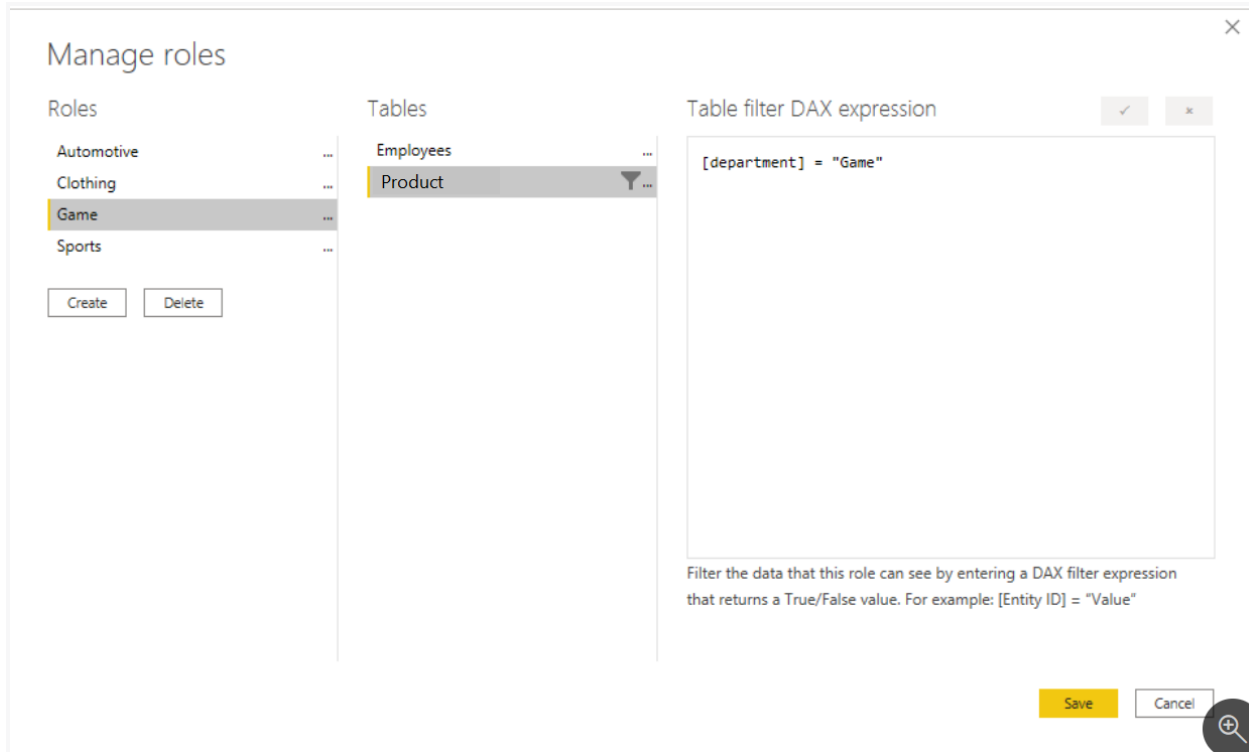 Manage roles
Roles
Automotive ...
Clothing ...
Game ...
Sports ...
Create Delete
Tables
Employees ...
Product ...
Table filter DAX expression
[department] = "Game"
Filter the data that this role can see by entering a DAX filter expression
that returns a True/False value. For example: [Entity ID] = “Value”
Save Cancel